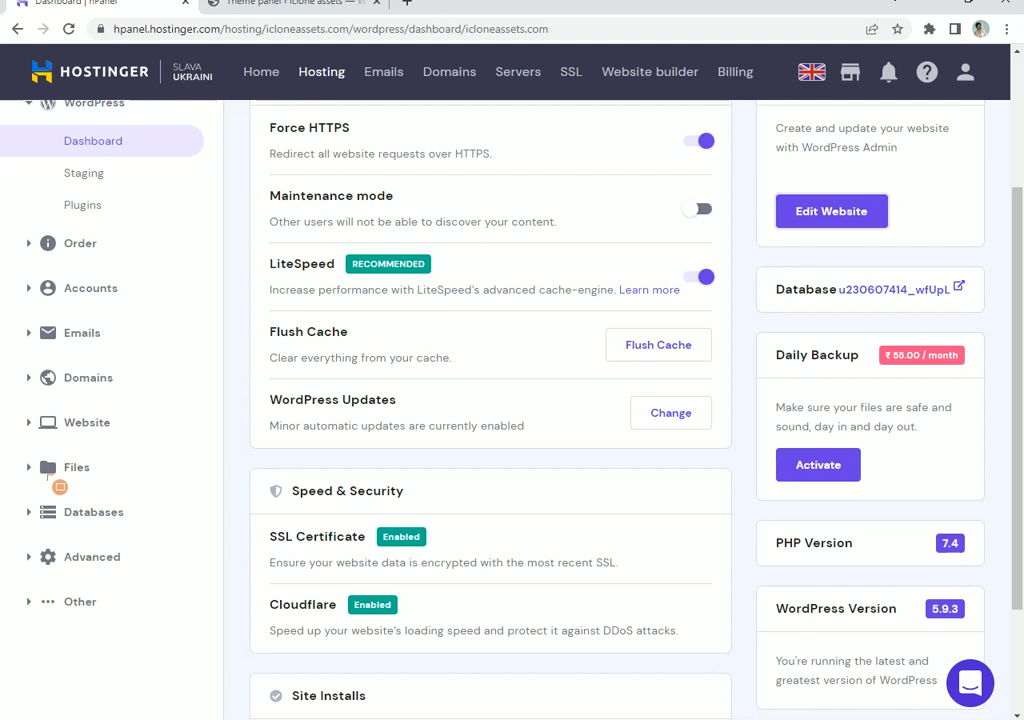 Dashboard | hPanel
Theme panel ‹ iclone assets — W
hpanel.hostinger.com/hosting/icloneassets.com/wordpress/dashboard/icloneassets.com
HOSTINGER
SLAVA
UKRAINI
Home
Hosting
Emails
Domains
Servers
SSL
Website builder
Billing
WordPress
Dashboard
Staging
Plugins
Order
Accounts
Emails
Domains
Website
Files
Databases
Advanced
Other
Force HTTPS
Redirect all website requests over HTTPS.
Maintenance mode
Other users will not be able to discover your content.
LiteSpeed RECOMMENDED
Increase performance with LiteSpeed's advanced cache-engine. Learn more
Flush Cache
Clear everything from your cache.
Flush Cache
WordPress Updates
Minor automatic updates are currently enabled
Change
Speed & Security
SSL Certificate Enabled
Ensure your website data is encrypted with the most recent SSL.
Cloudflare Enabled
Speed up your website's loading speed and protect it against DDoS attacks.
Site Installs
Create and update your website
with WordPress Admin
Edit Website
Database u230607414_wfUpL
Daily Backup ₹ 55.00 / month
Make sure your files are safe and
sound, day in and day out.
Activate
PHP Version 7.4
WordPress Version 5.9.3
You're running the latest and
greatest version of WordPress